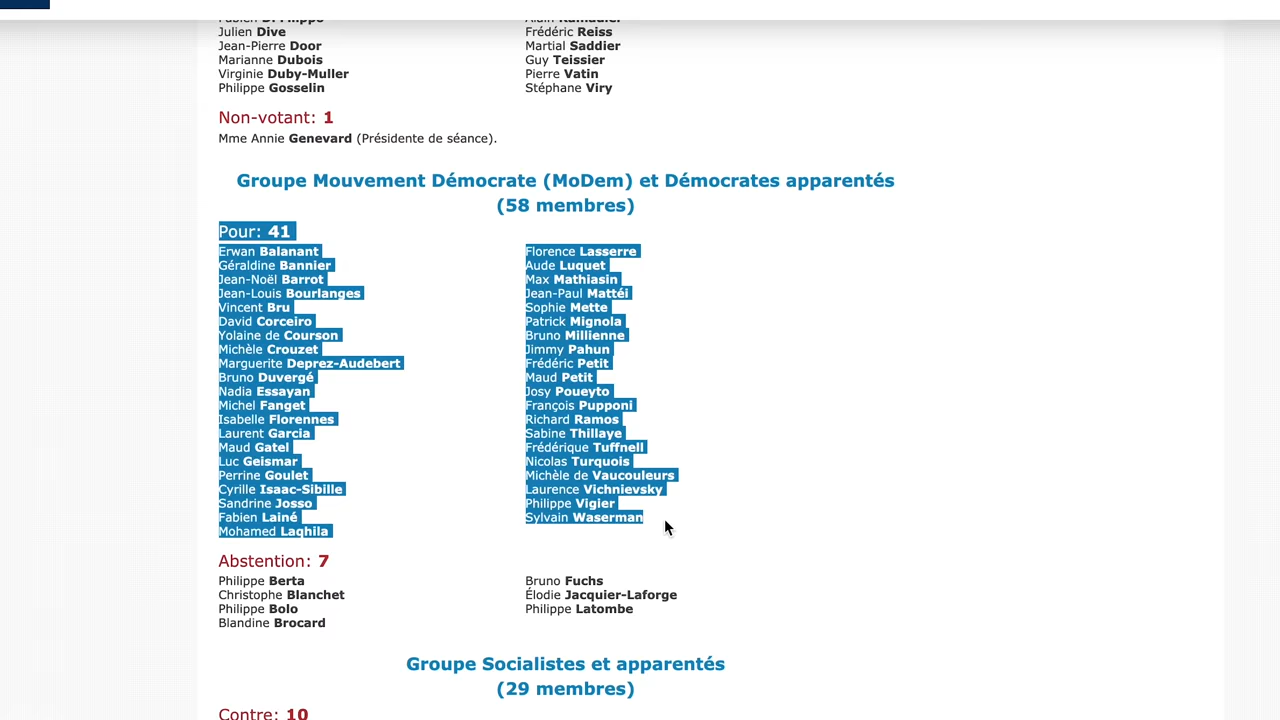 Julien Dive
Jean-Pierre Door
Marianne Dubois
Virginie Duby-Muller
Philippe Gosselin
Frédéric Reiss
Martial Saddier
Guy Teissier
Pierre Vatin
Stéphane Viry
Non-votant: 1
Mme Annie Genevard (Présidente de séance).
Groupe Mouvement Démocrate (MoDem) et Démocrates apparentés
(58 membres)
Pour: 41
Erwan Balanant
Géraldine Bannier
Jean-Noël Barrot
Jean-Louis Bourlanges
Vincent Bru
David Corceiro
Yolaine de Courson
Michèle Crouzet
Marguerite Deprez-Audebert
Bruno Duvergé
Nadia Essayan
Michel Fanget
Isabelle Florennes
Laurent Garcia
Maud Gatel
Luc Geismar
Perrine Goulet
Cyrille Isaac-Sibille
Sandrine Josso
Fabien Lainé
Mohamed Laqhila
Florence Lasserre
Aude Luquet
Max Mathiasin
Jean-Paul Mattéi
Sophie Mette
Patrick Mignola
Bruno Millienne
Jimmy Pahun
Frédéric Petit
Maud Petit
Josy Poueyto
François Pupponi
Richard Ramos
Sabine Thillaye
Frédérique Tuffnell
Nicolas Turquois
Michèle de Vaucouleurs
Laurence Vichnievsky
Philippe Vigier
Sylvain Waserman
Abstention: 7
Philippe Berta
Christophe Blanchet
Philippe Bolo
Blandine Brocard
Bruno Fuchs
Élodie Jacquier-Laforge
Philippe Latombe
Groupe Socialistes et apparentés
(29 membres)
Contre: 10